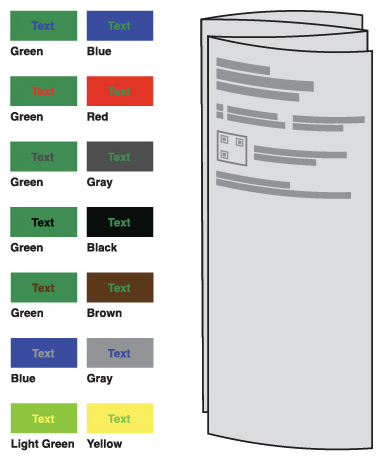 Text Text
Green Blue
Text Text
Green Red
Text Text
Green Gray
Text Text
Green Black
Text Text
Green Brown
Text Text
Blue Gray
Text Text
Light Green Yellow